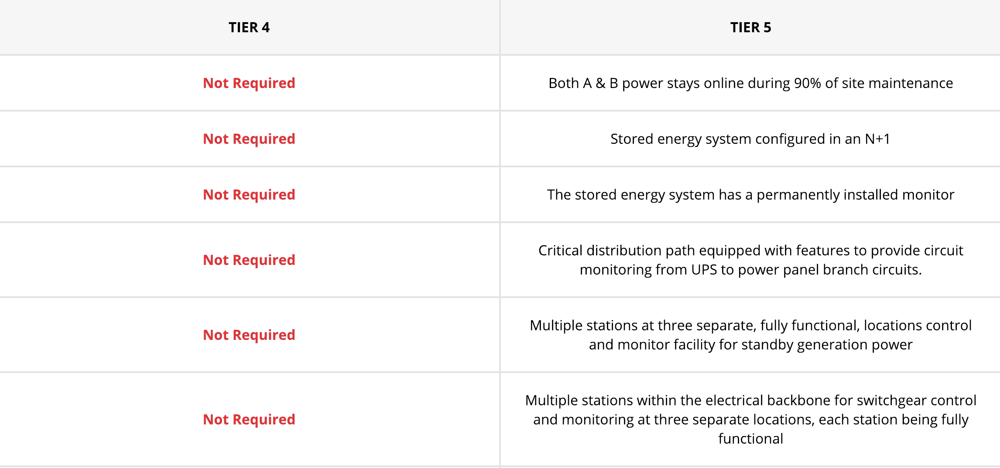 TIER 4
TIER 5
Not Required
Both A & B power stays online during 90% of site maintenance
Not Required
Stored energy system configured in an N+1
Not Required
The stored energy system has a permanently installed monitor
Not Required
Critical distribution path equipped with features to provide circuit
monitoring from UPS to power panel branch circuits.
Not Required
Multiple stations at three separate, fully functional, locations control
and monitor facility for standby generation power
Not Required
Multiple stations within the electrical backbone for switchgear control
and monitoring at three separate locations, each station being fully
functional